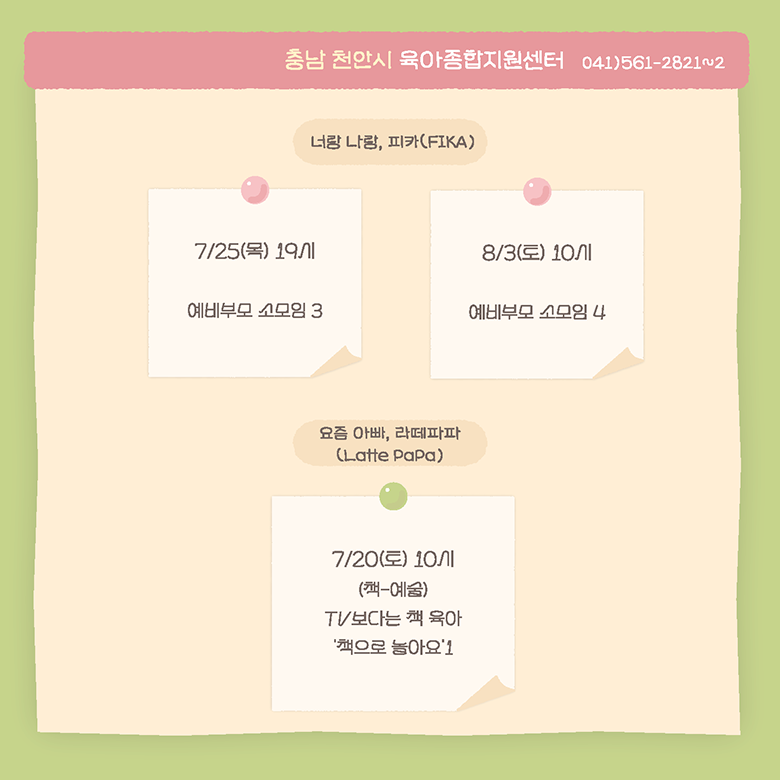 충남 천안시 육아종합지원센터 041)561-2821~2
너랑 나랑, 피카(FIKA)
7/25(목) 19시
예비부모 소모임 3
8/3(토) 10시
예비부모 소모임 4
요즘 아빠, 라떼파파
(Latte PaPa)
7/20(토) 10시
(책-예술)
TV보다는 책 육아
'책으로 놀아요'1